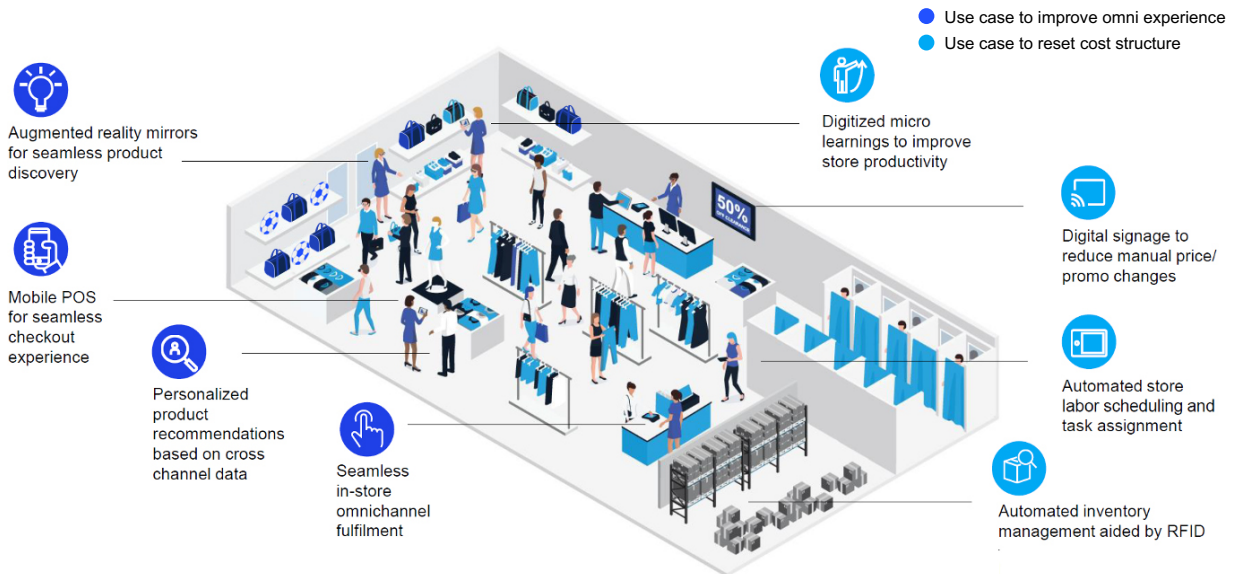 Use case to improve omni experience
Use case to reset cost structure
Augmented reality mirrors
for seamless product
discovery
Digitized micro
learnings to improve
store productivity
50%
OFF CLEARANCE
Digital signage to
reduce manual price/
promo changes
Mobile POS
for seamless
checkout
experience
Personalized
product
recommendations
based on cross
channel data
Seamless
in-store
omnichannel
fulfilment
Automated store
labor scheduling and
task assignment
Automated inventory
management aided by RFID